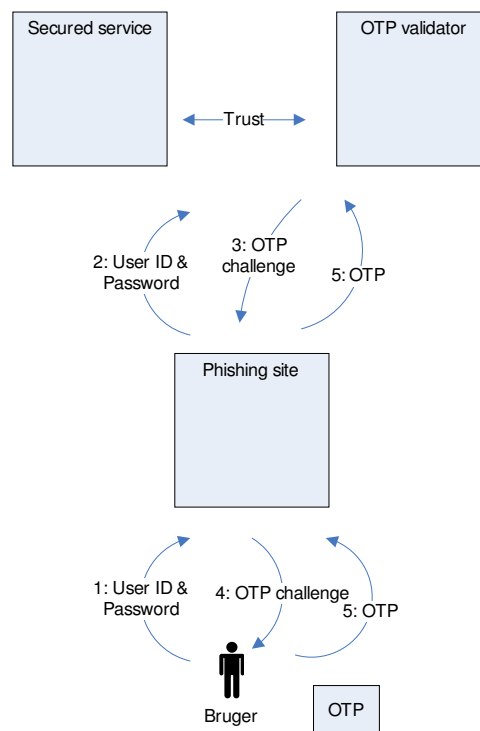 Secured service
OTP validator
Trust
2: User ID &
Password
3: OTP
challenge
5: OTP
Phishing site
1: User ID &
Password
4: OTP challenge
5: OTP
Bruger
OTP